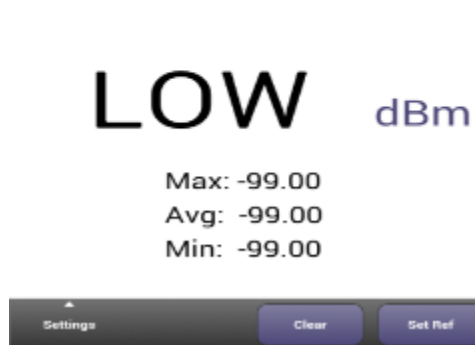 LOW dBm
Max: -99.00
Avg: -99.00
Min: -99.00
Settings Clear Set Ref